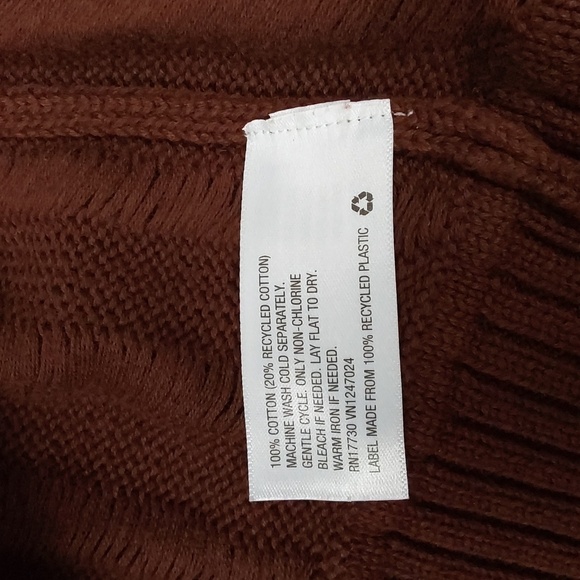 100% COTTON (20% RECYCLED COTTON)
MACHINE WASH COLD SEPARATELY.
GENTLE CYCLE. ONLY NON-CHLORINE
BLEACH IF NEEDED. LAY FLAT TO DRY.
WARM IRON IF NEEDED.
RN17730 VN1247024
LABEL MADE FROM 100% RECYCLED PLASTIC